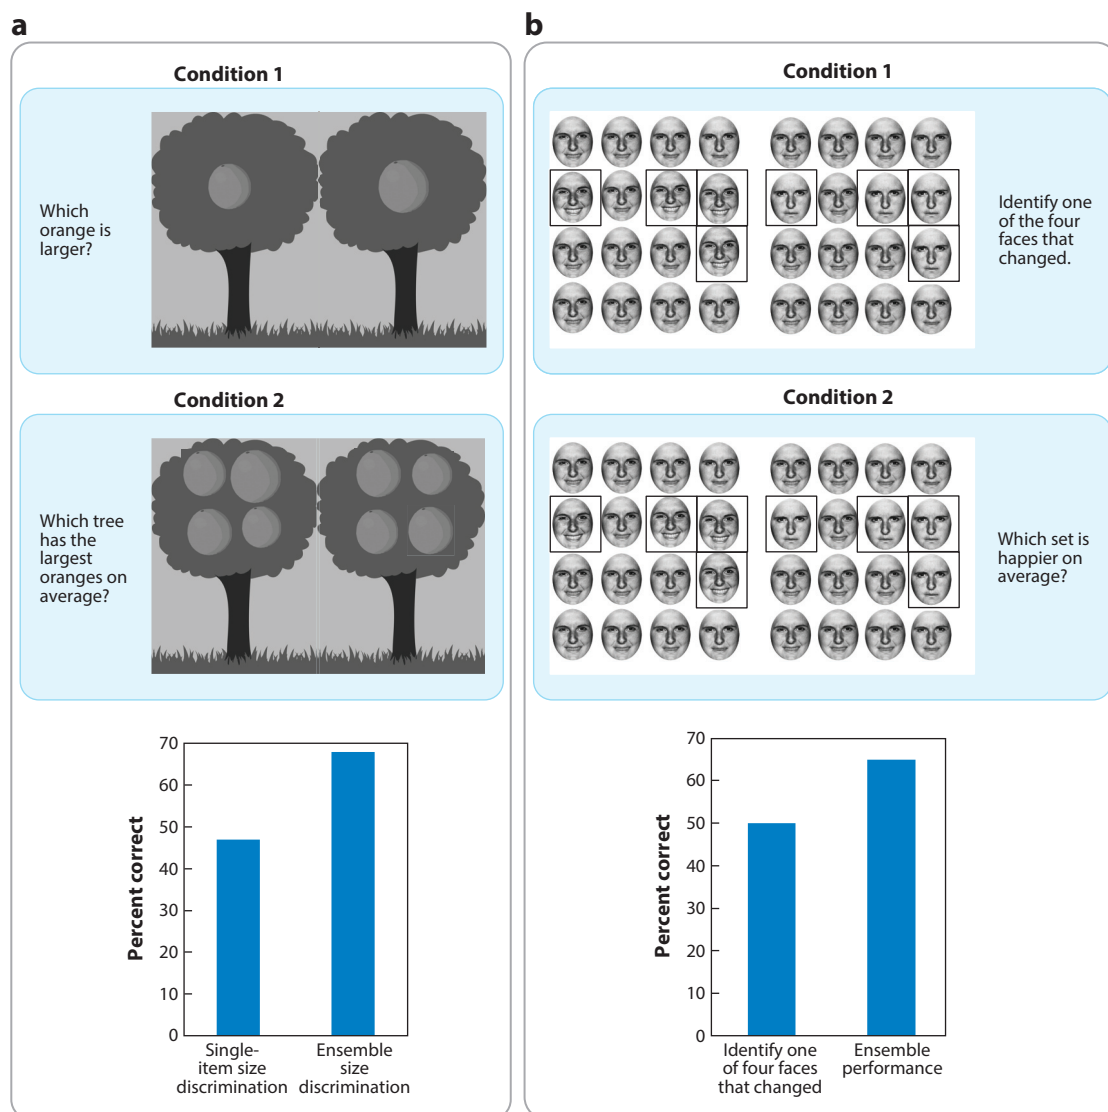 a
Condition 1
Which
orange is
larger?
Condition 2
Which tree
has the
largest
oranges on
average?
70
60
50
40
30
20
10
0
Percent correct
Single-
item size
discrimination
Ensemble
size
discrimination
b
Condition 1
Identify one
of the four
faces that
changed.
Condition 2
Which set is
happier on
average?
70
60
50
40
30
20
10
0
Percent correct
Identify one
of four faces
that changed
Ensemble
performance